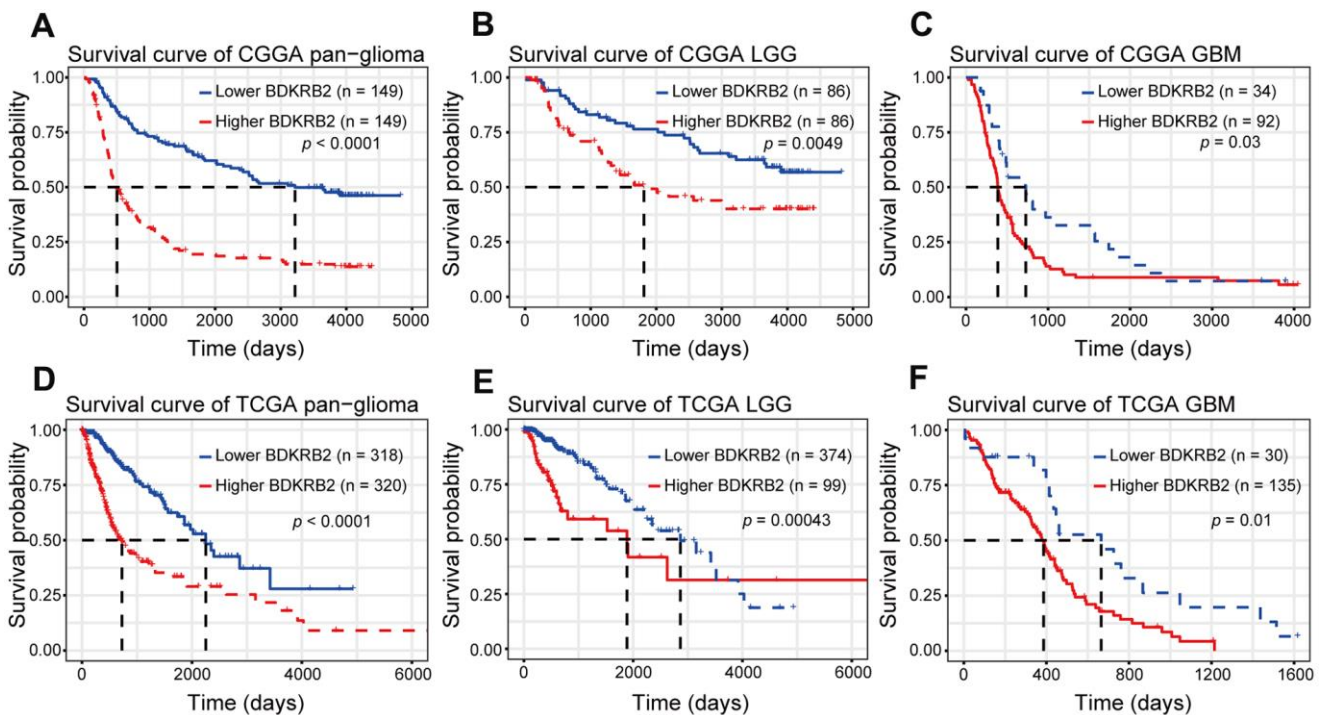 A
Survival curve of CGGA pan−glioma
Survival probability
1.00
0.75
0.50
0.25
0.00
Lower BDKRB2 (n = 149)
Higher BDKRB2 (n = 149)
p < 0.0001
0 1000 2000 3000 4000 5000
Time (days)
B
Survival curve of CGGA LGG
Survival probability
1.00
0.75
0.50
0.25
0.00
Lower BDKRB2 (n = 86)
Higher BDKRB2 (n = 86)
p = 0.0049
0 1000 2000 3000 4000 5000
Time (days)
C
Survival curve of CGGA GBM
Survival probability
1.00
0.75
0.50
0.25
0.00
Lower BDKRB2 (n = 34)
Higher BDKRB2 (n = 92)
p = 0.03
0 1000 2000 3000 4000
Time (days)
D
Survival curve of TCGA pan−glioma
Survival probability
1.00
0.75
0.50
0.25
0.00
Lower BDKRB2 (n = 318)
Higher BDKRB2 (n = 320)
p < 0.0001
0 2000 4000 6000
Time (days)
E
Survival curve of TCGA LGG
Survival probability
1.00
0.75
0.50
0.25
0.00
Lower BDKRB2 (n = 374)
Higher BDKRB2 (n = 99)
p = 0.00043
0 2000 4000 6000
Time (days)
F
Survival curve of TCGA GBM
Survival probability
1.00
0.75
0.50
0.25
0.00
Lower BDKRB2 (n = 30)
Higher BDKRB2 (n = 135)
p = 0.01
0 400 800 1200 1600
Time (days)